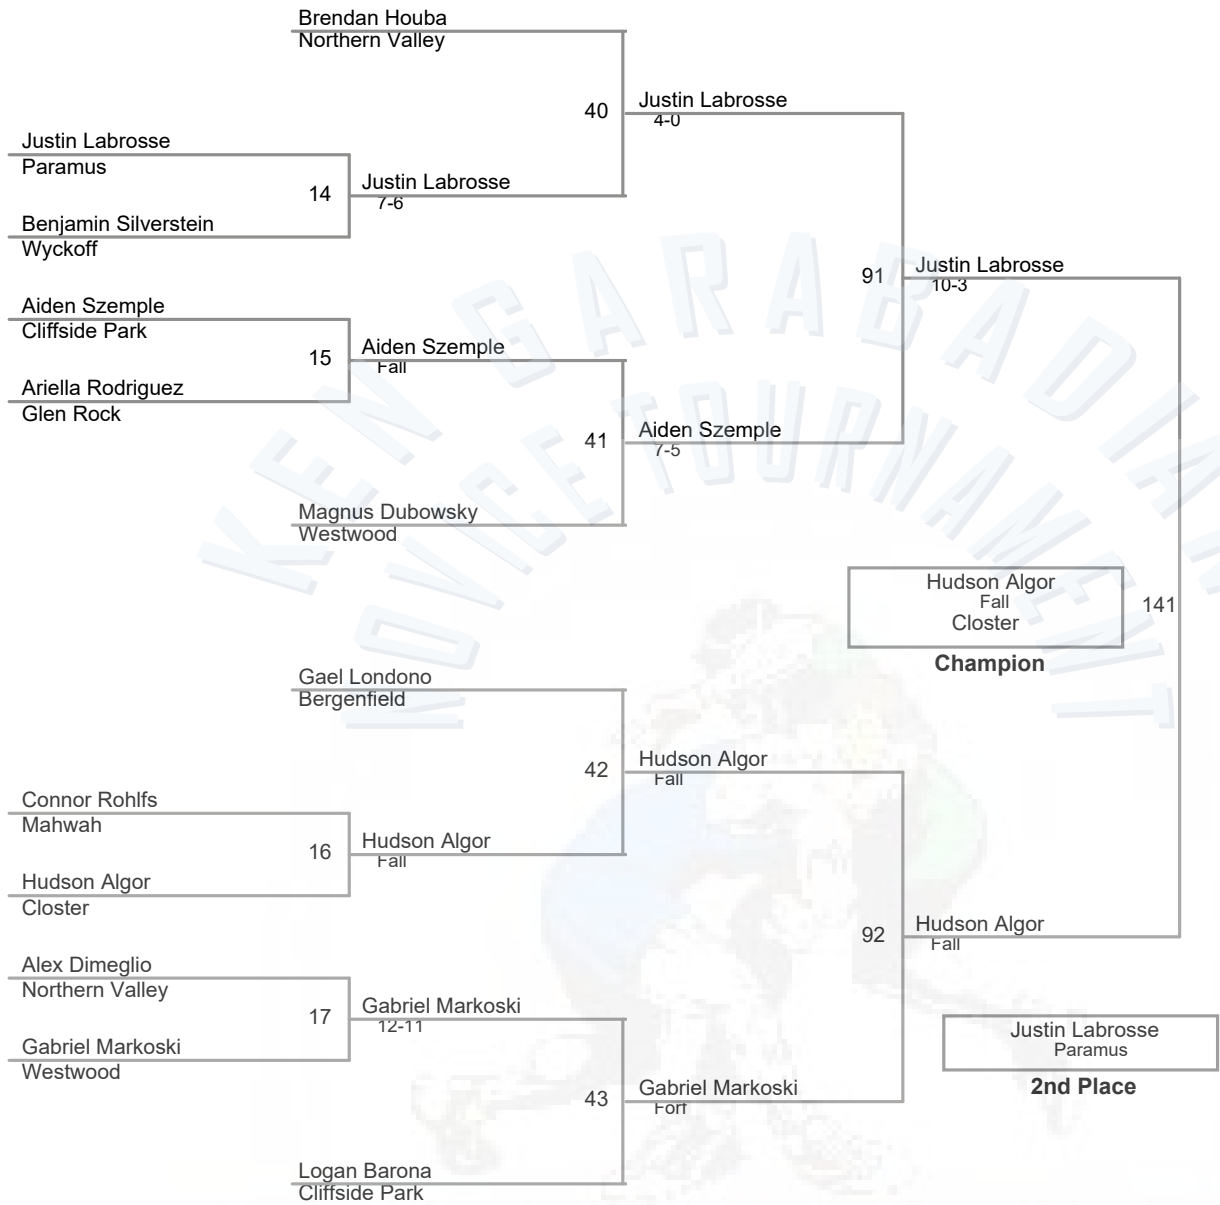 Brendan Houba
Northern Valley
40
Justin Labrosse
4-0
Justin Labrosse
Paramus
14
Justin Labrosse
7-6
Benjamin Silverstein
Wyckoff
91
Justin Labrosse
10-3
Aiden Szemple
Cliffside Park
15
Aiden Szemple
Fall
Ariella Rodriguez
Glen Rock
41
Aiden Szemple
7-5
Magnus Dubowsky
Westwood
KEN GARABADIAN
NOVICE TOURNAMENT
Hudson Algor
Fall
Closter
141
Champion
Gael Londono
Bergenfield
42
Hudson Algor
Fall
Connor Rohlfs
Mahwah
16
Hudson Algor
Fall
Hudson Algor
Closter
92
Hudson Algor
Fall
Alex Dimeglio
Northern Valley
17
Gabriel Markoski
12-11
Gabriel Markoski
Westwood
Justin Labrosse
Paramus
2nd Place
43
Gabriel Markoski
Forf
Logan Barona
Cliffside Park